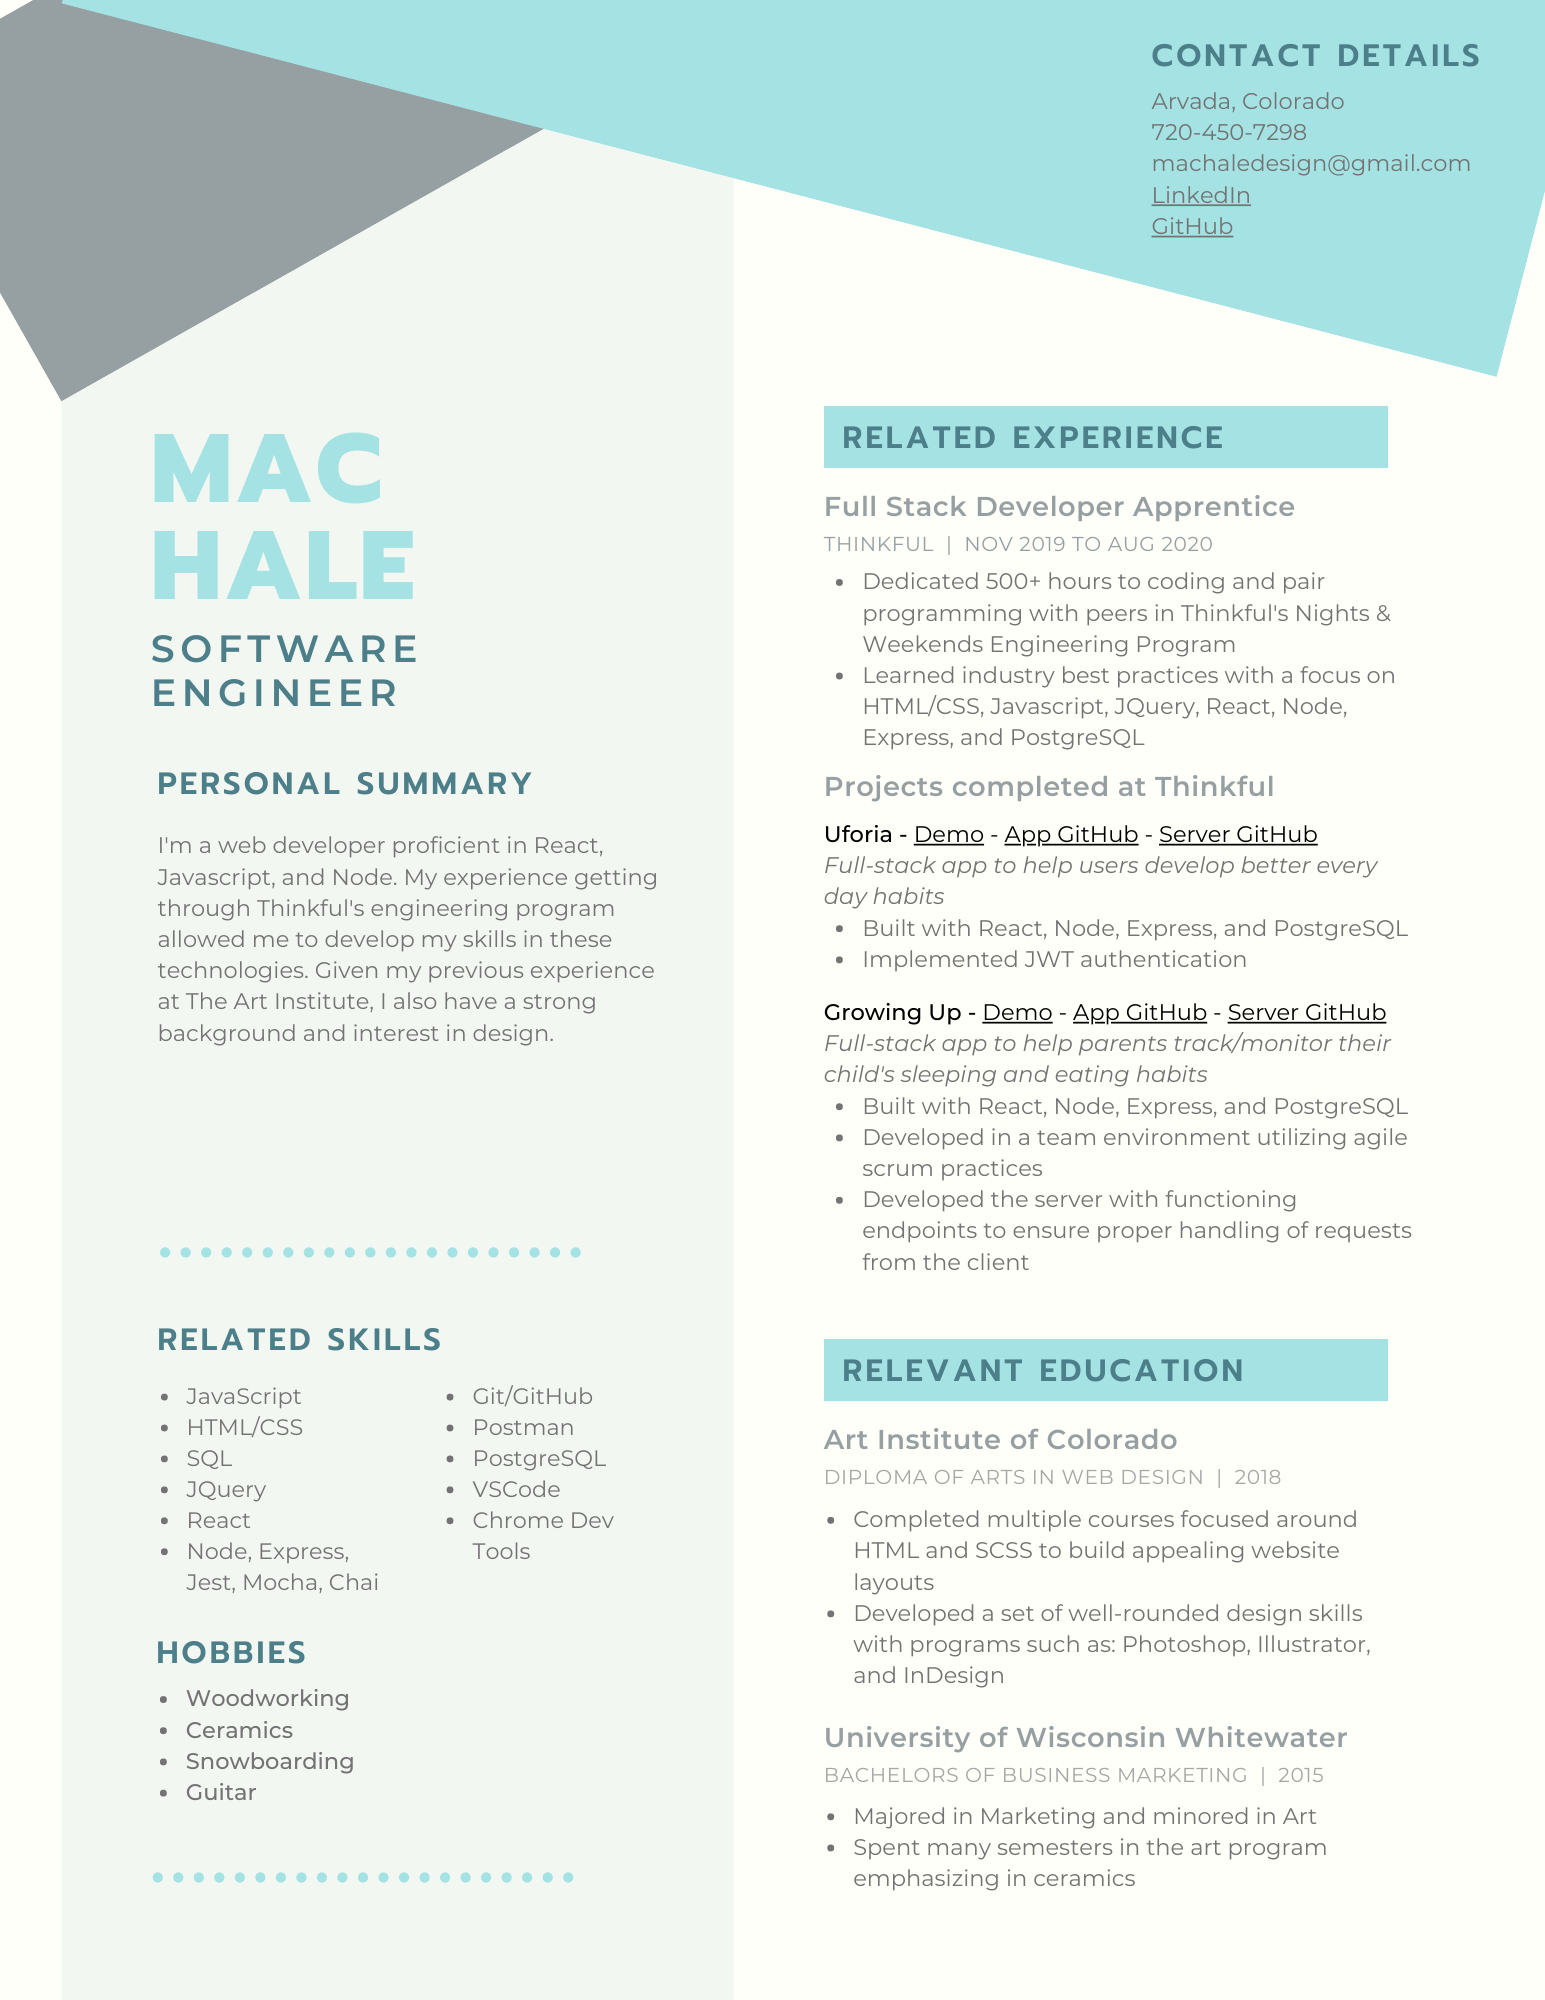 CONTACT DETAILS
Arvada, Colorado
720-450-7298
machaledesign@gmail.com
LinkedIn
GitHub
MAC
HALE
SOFTWARE
ENGINEER
PERSONAL SUMMARY
I'm a web developer proficient in React,
Javascript, and Node. My experience getting
through Thinkful's engineering program
allowed me to develop my skills in these
technologies. Given my previous experience
at The Art Institute, I also have a strong
background and interest in design.
RELATED SKILLS
• JavaScript
• HTML/CSS
• SQL
• JQuery
• React
• Node, Express,
Jest, Mocha, Chai
• Git/GitHub
• Postman
• PostgreSQL
• VSCode
• Chrome Dev
Tools
HOBBIES
• Woodworking
• Ceramics
• Snowboarding
• Guitar
RELATED EXPERIENCE
Full Stack Developer Apprentice
THINKFUL | NOV 2019 TO AUG 2020
• Dedicated 500+ hours to coding and pair
programming with peers in Thinkful's Nights &
Weekends Engineering Program
• Learned industry best practices with a focus on
HTML/CSS, Javascript, JQuery, React, Node,
Express, and PostgreSQL
Projects completed at Thinkful
Uforia - Demo - App GitHub - Server GitHub
Full-stack app to help users develop better every
day habits
• Built with React, Node, Express, and PostgreSQL
• Implemented JWT authentication
Growing Up - Demo - App GitHub - Server GitHub
Full-stack app to help parents track/monitor their
child's sleeping and eating habits
• Built with React, Node, Express, and PostgreSQL
• Developed in a team environment utilizing agile
scrum practices
• Developed the server with functioning
endpoints to ensure proper handling of requests
from the client
RELEVANT EDUCATION
Art Institute of Colorado
DIPLOMA OF ARTS IN WEB DESIGN | 2018
• Completed multiple courses focused around
HTML and SCSS to build appealing website
layouts
• Developed a set of well-rounded design skills
with programs such as: Photoshop, Illustrator,
and InDesign
University of Wisconsin Whitewater
BACHELORS OF BUSINESS MARKETING | 2015
• Majored in Marketing and minored in Art
• Spent many semesters in the art program
emphasizing in ceramics